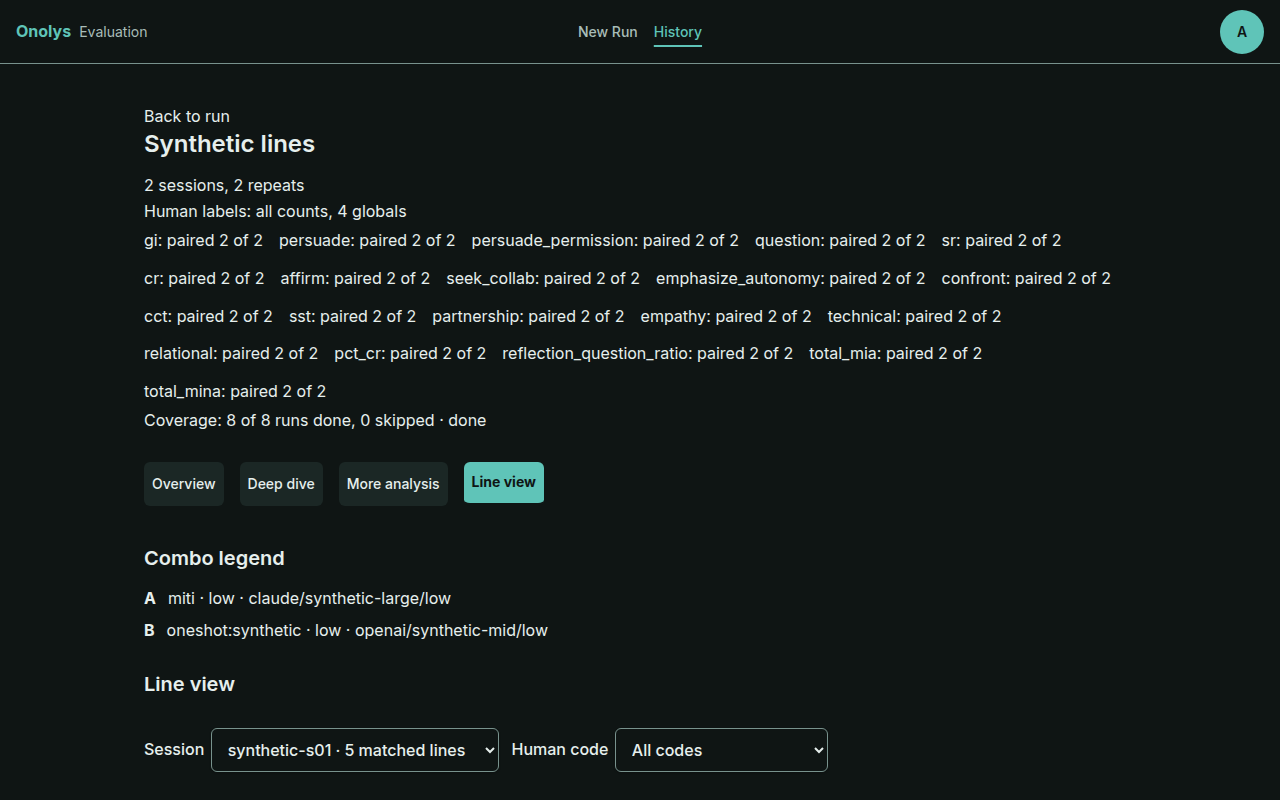 Onolys Evaluation New Run History A
Back to run
Synthetic lines
2 sessions, 2 repeats
Human labels: all counts, 4 globals
gi: paired 2 of 2 persuade: paired 2 of 2 persuade_permission: paired 2 of 2 question: paired 2 of 2 sr: paired 2 of 2
cr: paired 2 of 2 affirm: paired 2 of 2 seek_collab: paired 2 of 2 emphasize_autonomy: paired 2 of 2 confront: paired 2 of 2
cct: paired 2 of 2 sst: paired 2 of 2 partnership: paired 2 of 2 empathy: paired 2 of 2 technical: paired 2 of 2
relational: paired 2 of 2 pct_cr: paired 2 of 2 reflection_question_ratio: paired 2 of 2 total_mia: paired 2 of 2
total_mina: paired 2 of 2
Coverage: 8 of 8 runs done, 0 skipped · done
Overview Deep dive More analysis Line view
Combo legend
A miti · low · claude/synthetic-large/low
B oneshot:synthetic · low · openai/synthetic-mid/low
Line view
Session synthetic-s01 · 5 matched lines Human code All codes